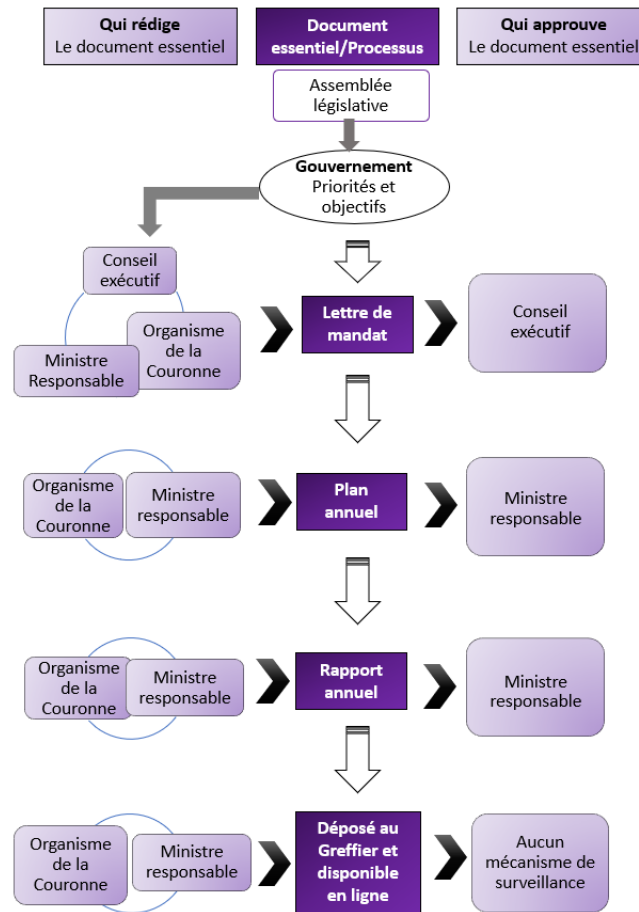 Qui rédige
Le document essentiel
Document
essentiel/Processus
Qui approuve
Le document essentiel
Assemblée
législative
Gouvernement
Priorités et
objectifs
Conseil
exécutif
Organisme
de la
Couronne
Ministre
Responsable
Lettre de
mandat
Conseil
exécutif
Organisme
de la
Couronne
Ministre
responsable
Plan
annuel
Ministre
responsable
Organisme
de la
Couronne
Ministre
responsable
Rapport
annuel
Ministre
responsable
Organisme
de la
Couronne
Ministre
responsable
Déposé au
Greffier et
disponible
en ligne
Aucun
mécanisme de
surveillance